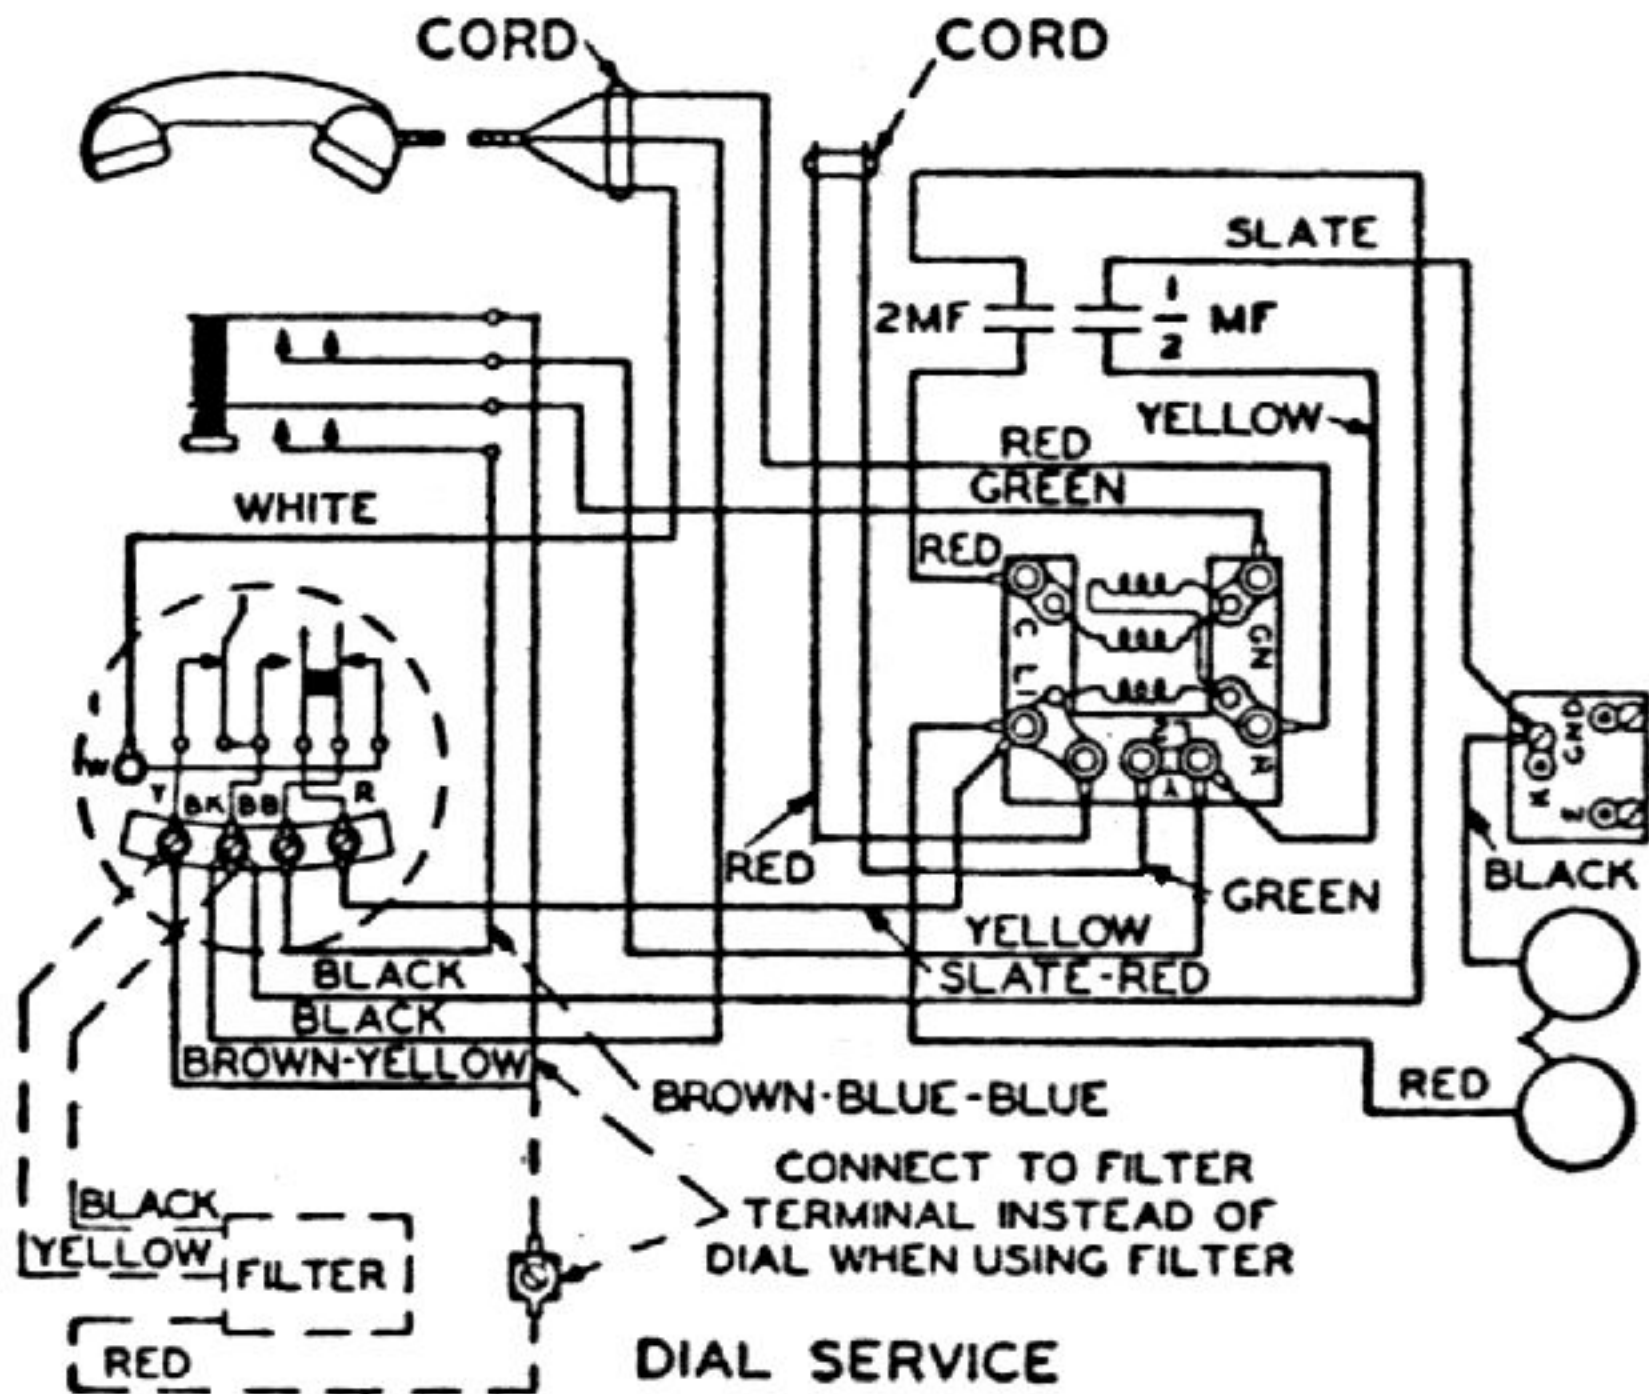 CORD
CORD
SLATE
2MF
1/2 MF
YELLOW
RED
GREEN
WHITE
RED
C
GN
L1
R
Y
GND
K
W
Y
BK
BB
R
RED
GREEN
BLACK
YELLOW
SLATE-RED
BLACK
BLACK
BROWN-YELLOW
BROWN-BLUE-BLUE
RED
CONNECT TO FILTER
TERMINAL INSTEAD OF
DIAL WHEN USING FILTER
BLACK
YELLOW
FILTER
RED
DIAL SERVICE